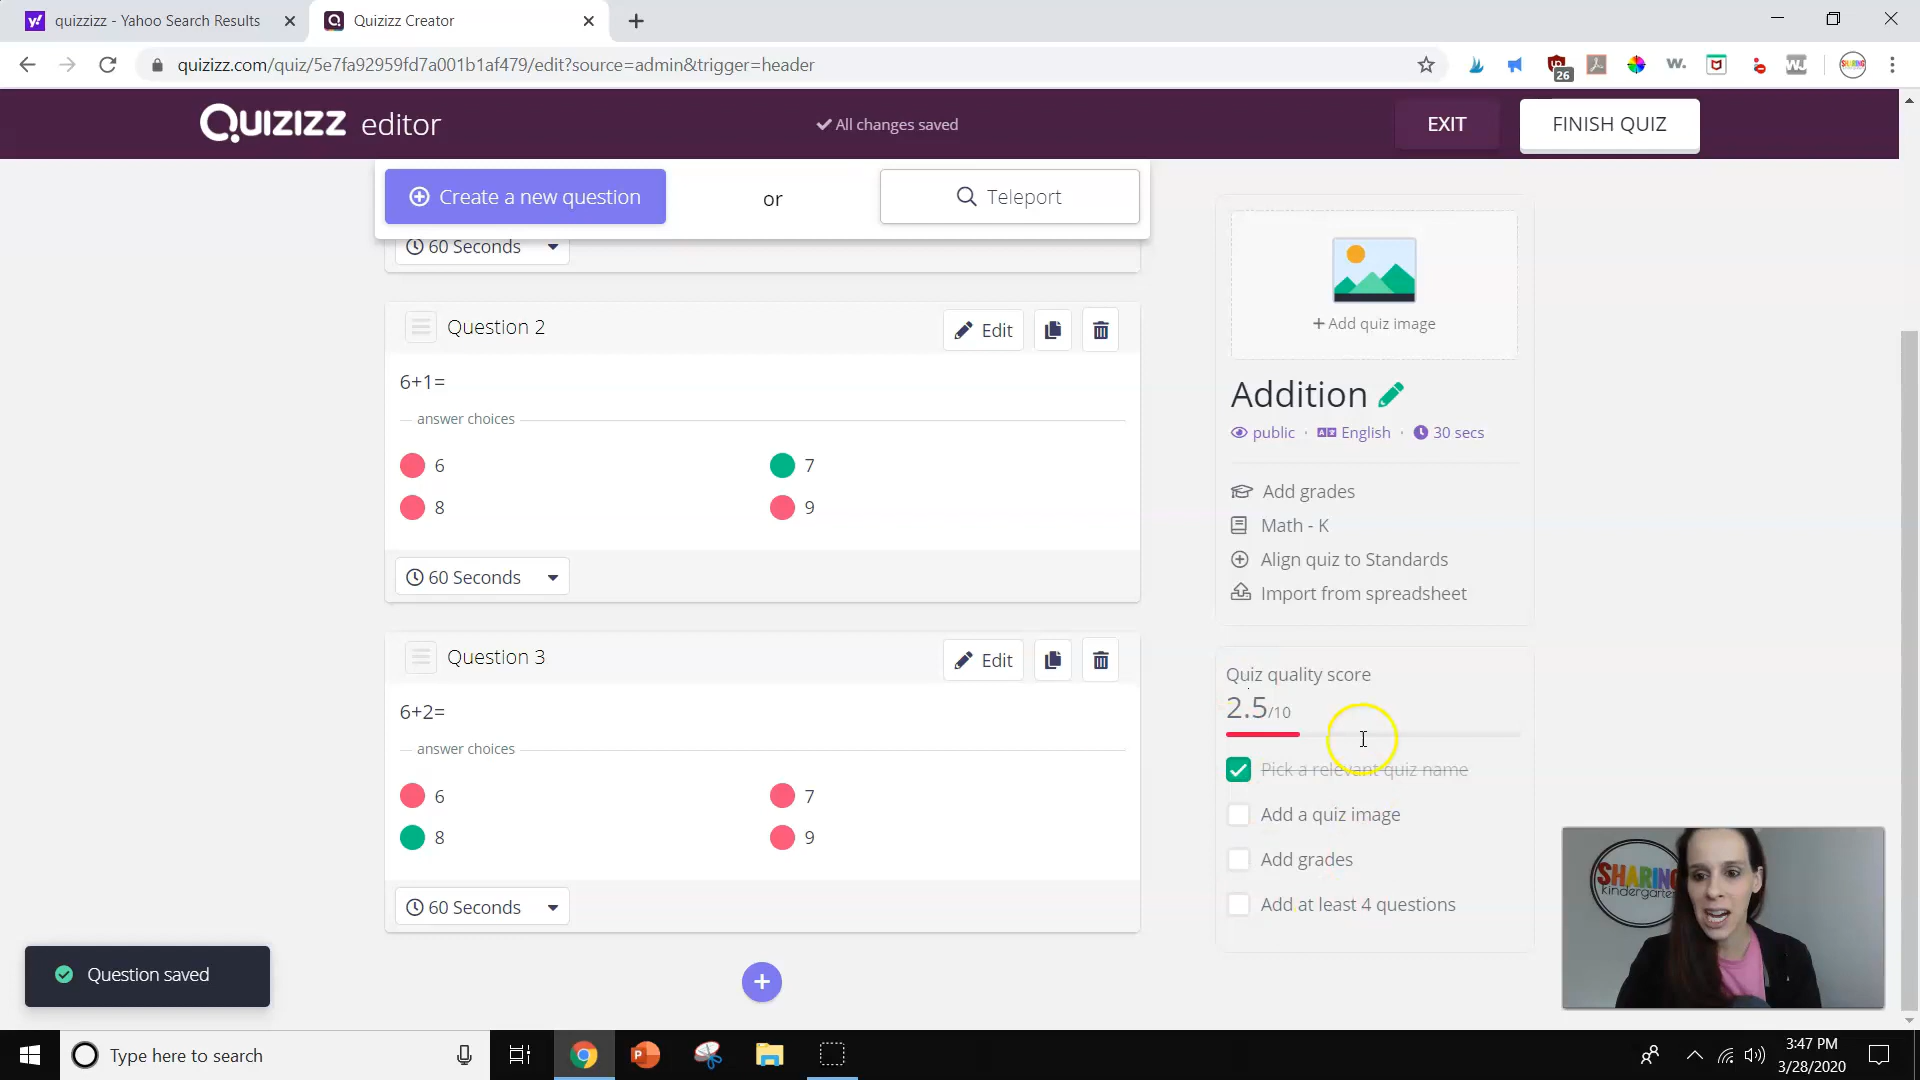 quizzizz - Yahoo Search Results
Quizizz Creator
quizizz.com/quiz/5e7fa92959fd7a001b1af479/edit?source=admin&trigger=header
26
Quizizz editor
All changes saved
EXIT
FINISH QUIZ
Create a new question
or
Teleport
60 Seconds
Question 2
Edit
6+1=
answer choices
6
7
8
9
60 Seconds
Question 3
Edit
6+2=
answer choices
6
7
8
9
60 Seconds
+ Add quiz image
Addition
public · English · 30 secs
Add grades
Math - K
Align quiz to Standards
Import from spreadsheet
Quiz quality score
2.5/10
Pick a relevant quiz name
Add a quiz image
Add grades
Add at least 4 questions
SHARING
kindergarten
Question saved
Type here to search
3:47 PM
3/28/2020